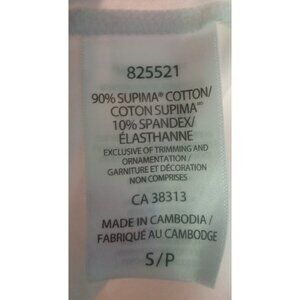 825521
90% SUPIMA® COTTON/
COTON SUPIMA℠
10% SPANDEX/
ÉLASTHANNE
EXCLUSIVE OF TRIMMING AND
ORNAMENTATION /
GARNITURE ET DÉCORATION
NON COMPRISES
CA 38313
MADE IN CAMBODIA /
FABRIQUÉ AU CAMBODGE
S/P